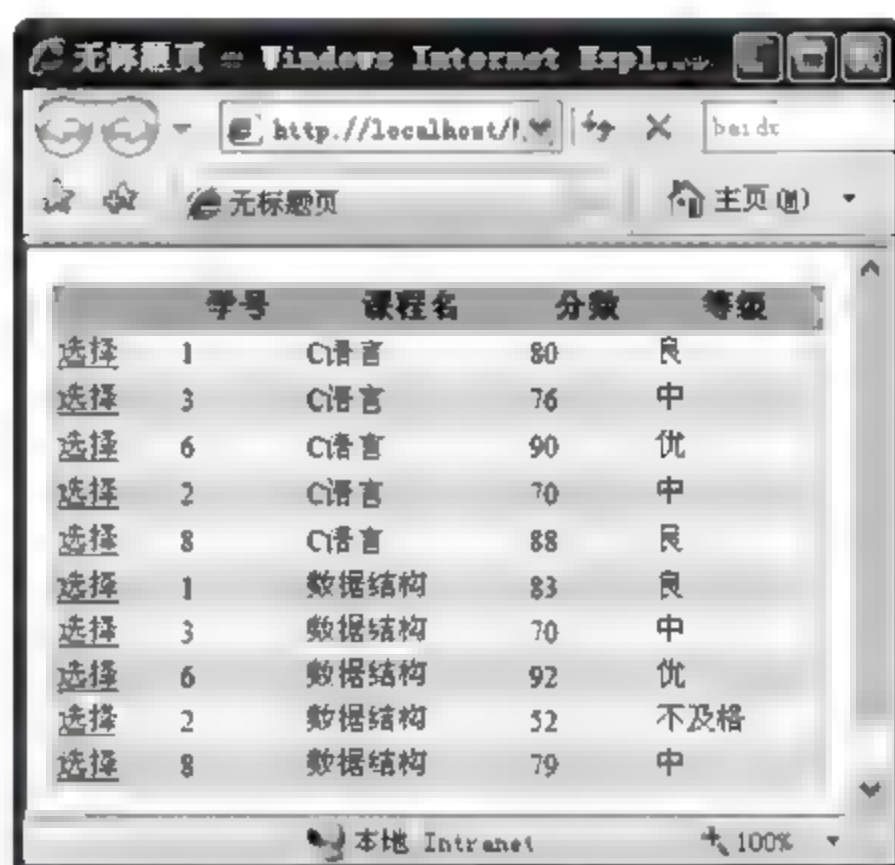 无标题页 - Windows Internet Expl...
http://localhost/ baidu
无标题页 主页(M)
学号 课程名 分数 等级
选择 1 C语言 80 良
选择 3 C语言 76 中
选择 6 C语言 90 优
选择 2 C语言 70 中
选择 8 C语言 88 良
选择 1 数据结构 83 良
选择 3 数据结构 70 中
选择 6 数据结构 92 优
选择 2 数据结构 52 不及格
选择 8 数据结构 79 中
本地 Intranet 100%